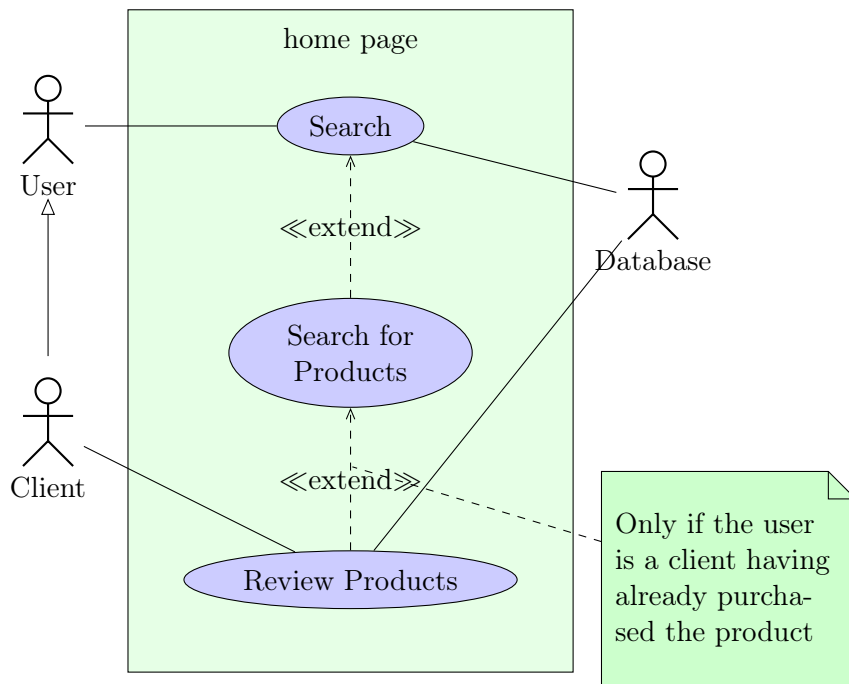 home page
Search
User
≪extend≫
Database
Search for
Products
Client
≪extend≫
Only if the user
is a client having
already purcha-
sed the product
Review Products